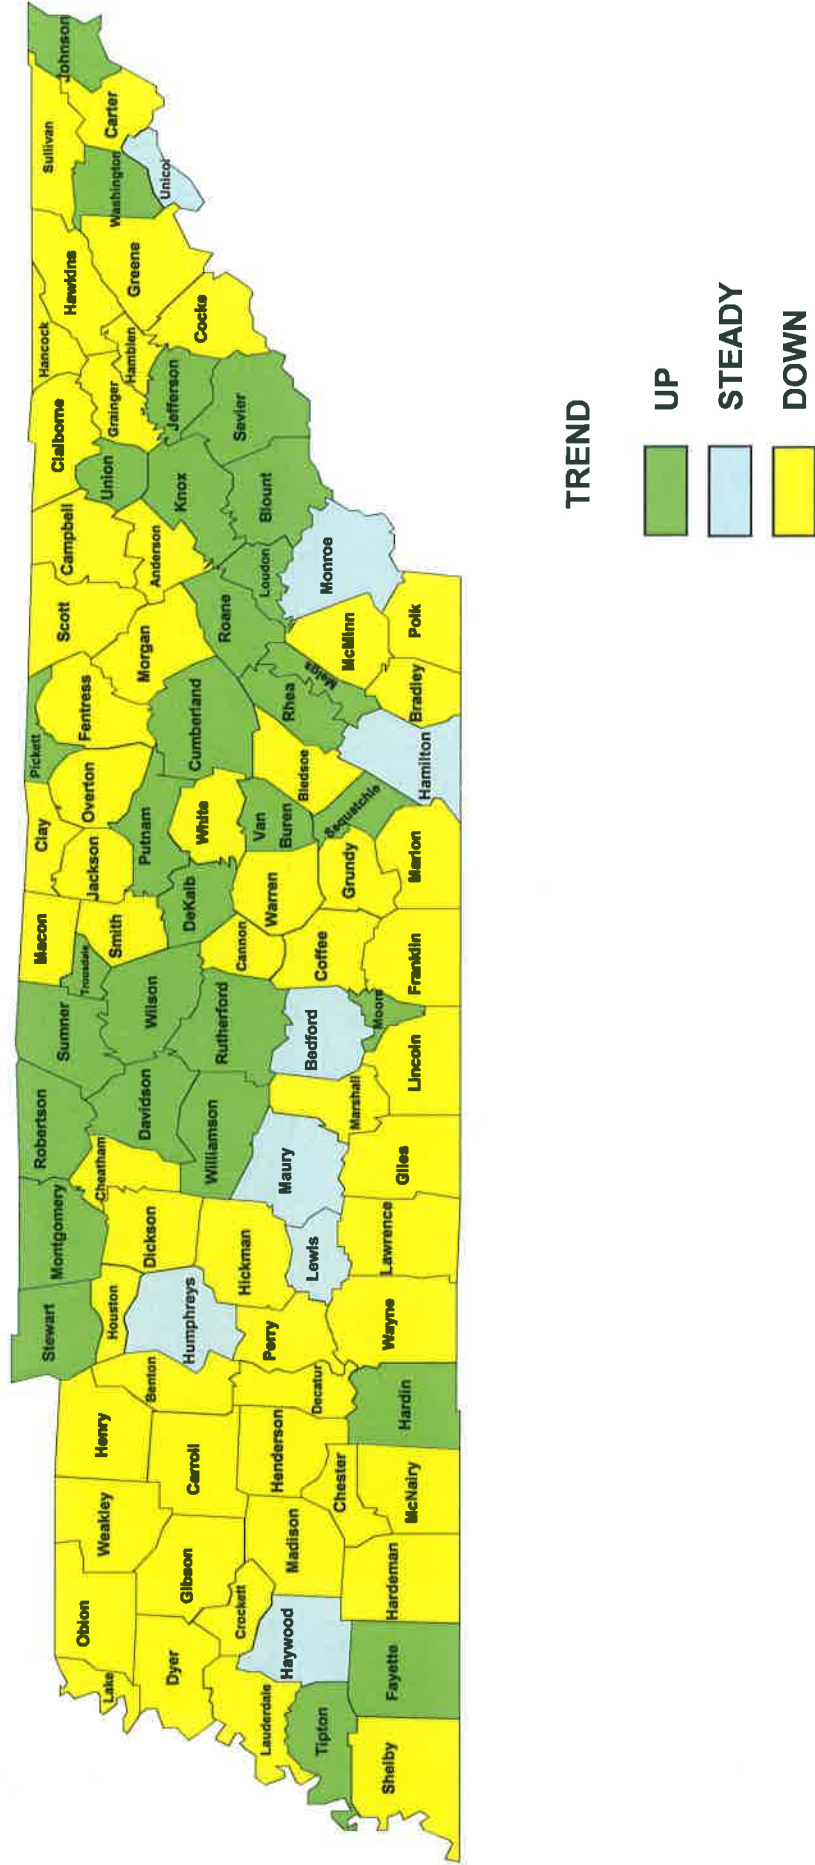 Lake
Obion
Weakley
Henry
Stewart
Montgomery
Robertson
Sumner
Macon
Clay
Pickett
Scott
Campbell
Claiborne
Hancock
Hawkins
Sullivan
Johnson
Dyer
Gibson
Carroll
Benton
Houston
Humphreys
Dickson
Cheatham
Davidson
Wilson
Trousdale
Smith
Jackson
Overton
Fentress
Morgan
Anderson
Union
Grainger
Hamblen
Greene
Washington
Carter
Unicoi
Lauderdale
Crockett
Haywood
Madison
Henderson
Decatur
Perry
Hickman
Williamson
Rutherford
Cannon
DeKalb
Putnam
White
Cumberland
Roane
Loudon
Knox
Blount
Jefferson
Sevier
Cocke
Tipton
Chester
Lewis
Maury
Marshall
Bedford
Coffee
Warren
Grundy
Van
Buren
Sequatchie
Bledsoe
Rhea
Meigs
McMinn
Monroe
Shelby
Fayette
Hardeman
McNairy
Hardin
Wayne
Lawrence
Giles
Lincoln
Moore
Franklin
Marion
Hamilton
Bradley
Polk
TREND
UP
STEADY
DOWN